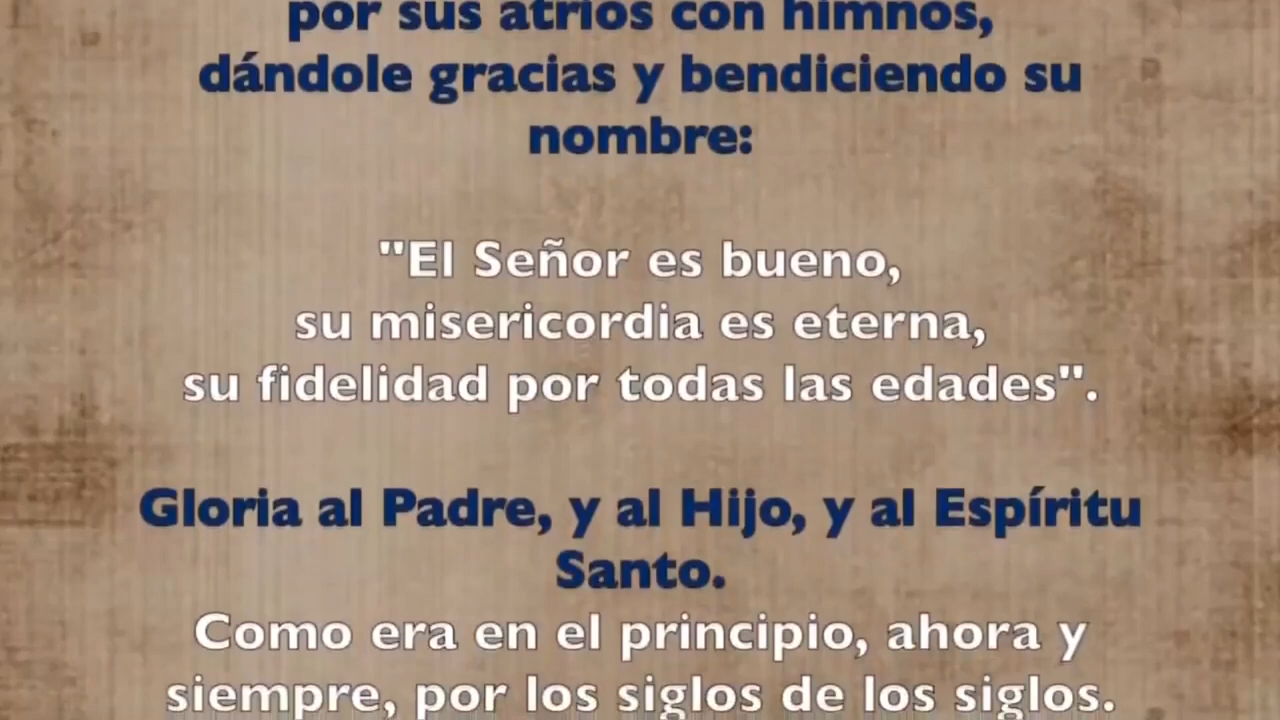 por sus atrios con himnos,
dándole gracias y bendiciendo su
nombre:
"El Señor es bueno,
su misericordia es eterna,
su fidelidad por todas las edades".
Gloria al Padre, y al Hijo, y al Espíritu
Santo.
Como era en el principio, ahora y
siempre, por los siglos de los siglos.